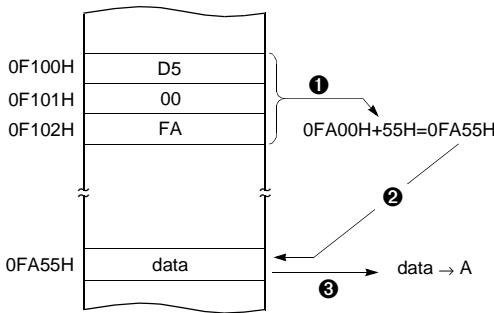 0F100H D5
0F101H 00
0F102H FA
❶
0FA00H+55H=0FA55H
❷
0FA55H data
❸
data → A